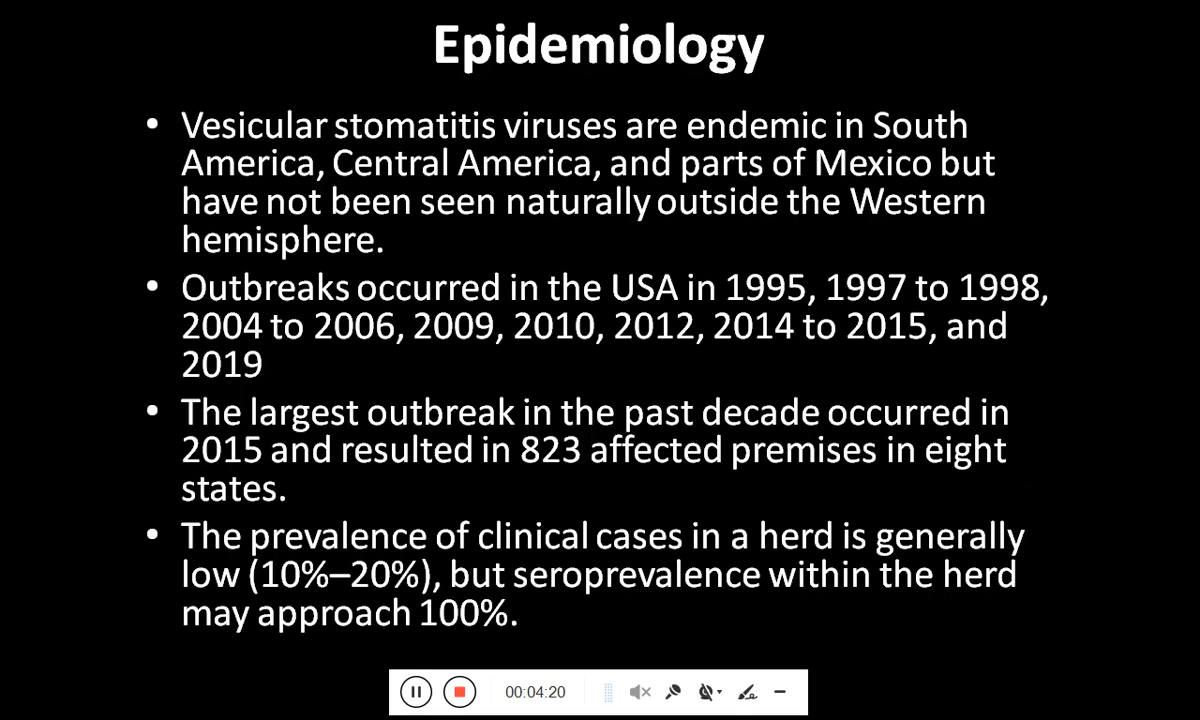 Epidemiology
• Vesicular stomatitis viruses are endemic in South
America, Central America, and parts of Mexico but
have not been seen naturally outside the Western
hemisphere.
• Outbreaks occurred in the USA in 1995, 1997 to 1998,
2004 to 2006, 2009, 2010, 2012, 2014 to 2015, and
2019
• The largest outbreak in the past decade occurred in
2015 and resulted in 823 affected premises in eight
states.
• The prevalence of clinical cases in a herd is generally
low (10%–20%), but seroprevalence within the herd
may approach 100%.
00:04:20